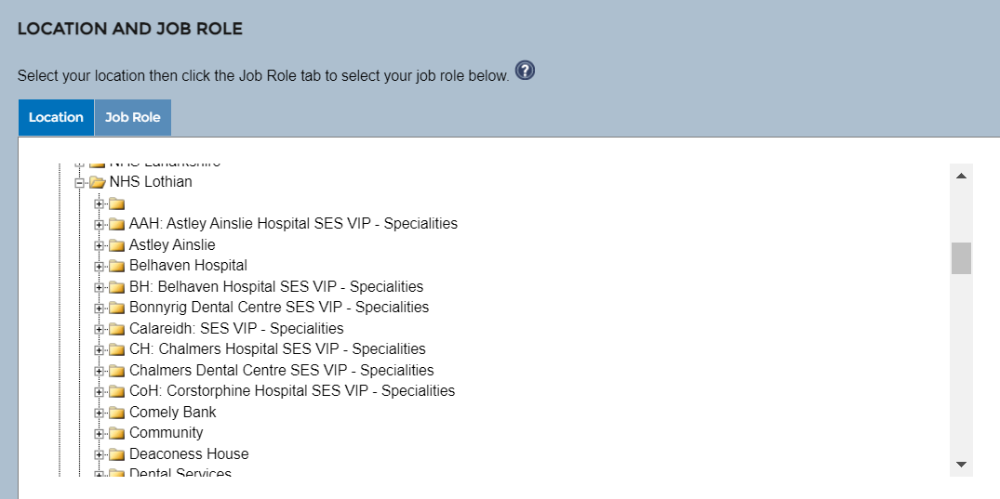 LOCATION AND JOB ROLE
Select your location then click the Job Role tab to select your job role below. ?
Location Job Role
NHS Lanarkshire
NHS Lothian
AAH: Astley Ainslie Hospital SES VIP - Specialities
Astley Ainslie
Belhaven Hospital
BH: Belhaven Hospital SES VIP - Specialities
Bonnyrig Dental Centre SES VIP - Specialities
Calareidh: SES VIP - Specialities
CH: Chalmers Hospital SES VIP - Specialities
Chalmers Dental Centre SES VIP - Specialities
CoH: Corstorphine Hospital SES VIP - Specialities
Comely Bank
Community
Deaconess House
Dental Services